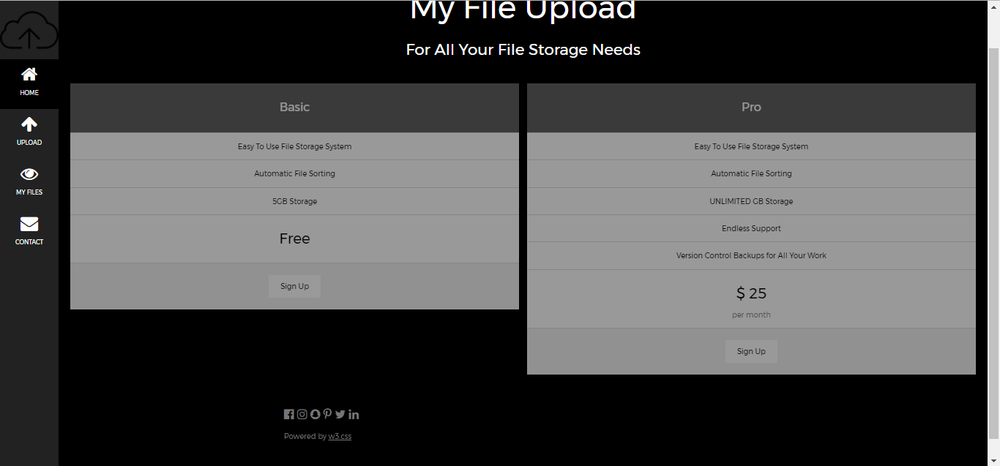 My File Upload
For All Your File Storage Needs
HOME
UPLOAD
MY FILES
CONTACT
Basic
Easy To Use File Storage System
Automatic File Sorting
5GB Storage
Free
Sign Up
Pro
Easy To Use File Storage System
Automatic File Sorting
UNLIMITED GB Storage
Endless Support
Version Control Backups for All Your Work
$ 25
per month
Sign Up
Powered by w3.css